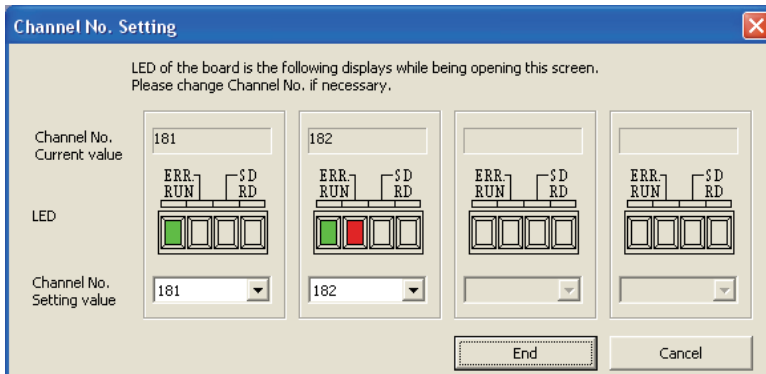 Channel No. Setting
LED of the board is the following displays while being opening this screen.
Please change Channel No. if necessary.
Channel No.
Current value
181
182
ERR. SD
RUN RD
ERR. SD
RUN RD
ERR. SD
RUN RD
ERR. SD
RUN RD
LED
Channel No.
Setting value
181
182
End
Cancel